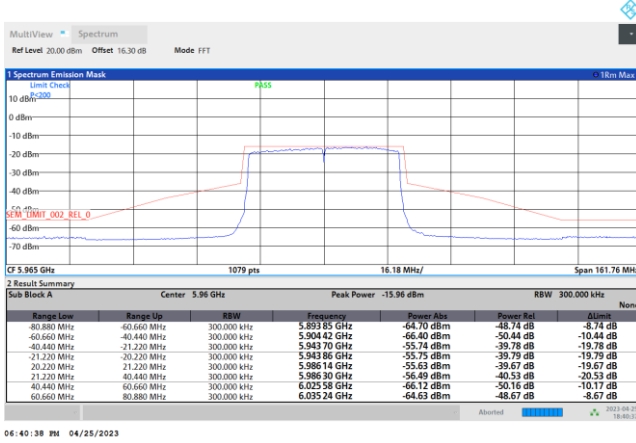 MultiView Spectrum
Ref Level 20.00 dBm Offset 16.30 dB Mode FFT
1 Spectrum Emission Mask 1Rm Max
Limit Check PASS
P<200
10 dBm
0 dBm
-10 dBm
-20 dBm
-30 dBm
-40 dBm
-50 dBm
SEM_LIMIT_002_REL_0
-60 dBm
-70 dBm
CF 5.965 GHz 1079 pts 16.18 MHz/ Span 161.76 MHz
2 Result Summary
Sub Block A Center 5.96 GHz Peak Power -15.96 dBm RBW 300.000 kHz
None
Range Low Range Up RBW Frequency Power Abs Power Rel ΔLimit
-80.880 MHz -60.660 MHz 300.000 kHz 5.893 85 GHz -64.70 dBm -48.74 dB -8.74 dB
-60.660 MHz -40.440 MHz 300.000 kHz 5.904 42 GHz -66.40 dBm -50.44 dB -10.44 dB
-40.440 MHz -21.220 MHz 300.000 kHz 5.943 70 GHz -55.74 dBm -39.78 dB -19.78 dB
-21.220 MHz -20.220 MHz 300.000 kHz 5.943 86 GHz -55.75 dBm -39.79 dB -19.79 dB
20.220 MHz 21.220 MHz 300.000 kHz 5.986 14 GHz -55.63 dBm -39.67 dB -19.67 dB
21.220 MHz 40.440 MHz 300.000 kHz 5.986 30 GHz -56.49 dBm -40.53 dB -20.53 dB
40.440 MHz 60.660 MHz 300.000 kHz 6.025 58 GHz -66.12 dBm -50.16 dB -10.17 dB
60.660 MHz 80.880 MHz 300.000 kHz 6.035 24 GHz -64.63 dBm -48.67 dB -8.67 dB
Aborted 2023-04-25
18:40:37
06:40:38 PM 04/25/2023